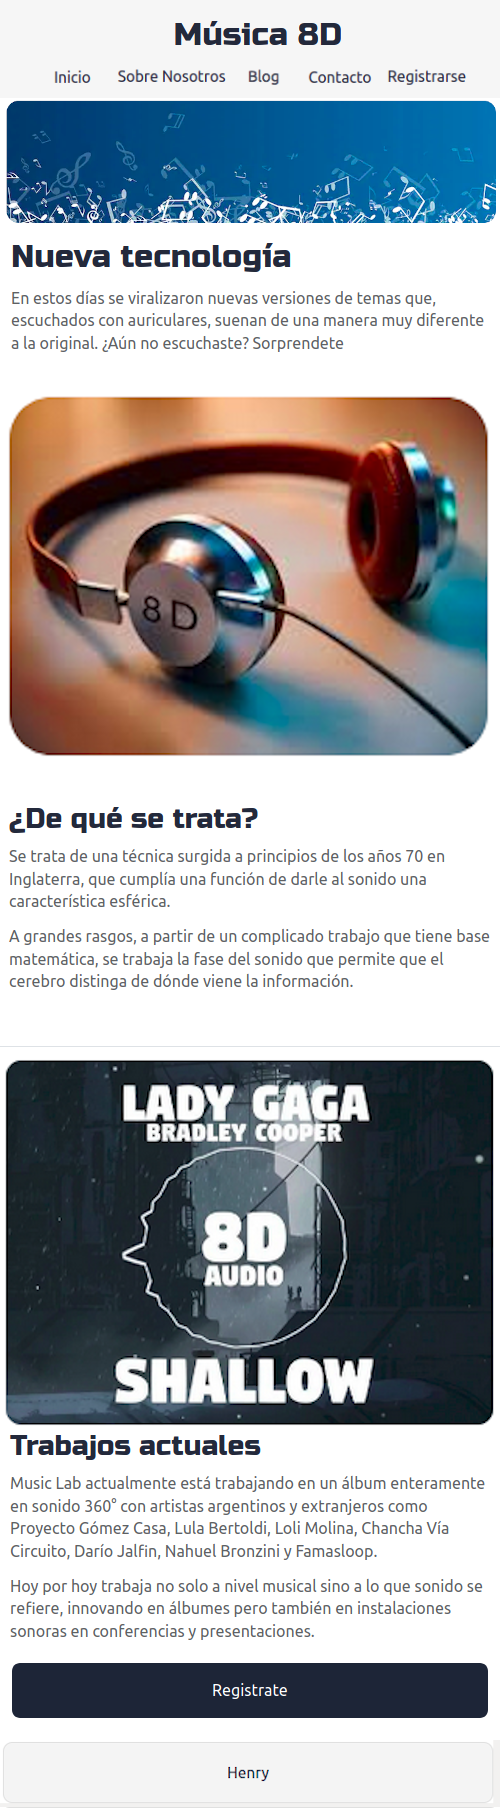 Música 8D
Inicio Sobre Nosotros Blog Contacto Registrarse
Nueva tecnología
En estos días se viralizaron nuevas versiones de temas que,
escuchados con auriculares, suenan de una manera muy diferente
a la original. ¿Aún no escuchaste? Sorprendete
8D
¿De qué se trata?
Se trata de una técnica surgida a principios de los años 70 en
Inglaterra, que cumplía una función de darle al sonido una
característica esférica.
A grandes rasgos, a partir de un complicado trabajo que tiene base
matemática, se trabaja la fase del sonido que permite que el
cerebro distinga de dónde viene la información.
LADY GAGA
BRADLEY COOPER
8D
AUDIO
SHALLOW
Trabajos actuales
Music Lab actualmente está trabajando en un álbum enteramente
en sonido 360° con artistas argentinos y extranjeros como
Proyecto Gómez Casa, Lula Bertoldi, Loli Molina, Chancha Vía
Circuito, Darío Jalfin, Nahuel Bronzini y Famasloop.
Hoy por hoy trabaja no solo a nivel musical sino a lo que sonido se
refiere, innovando en álbumes pero también en instalaciones
sonoras en conferencias y presentaciones.
Registrate
Henry